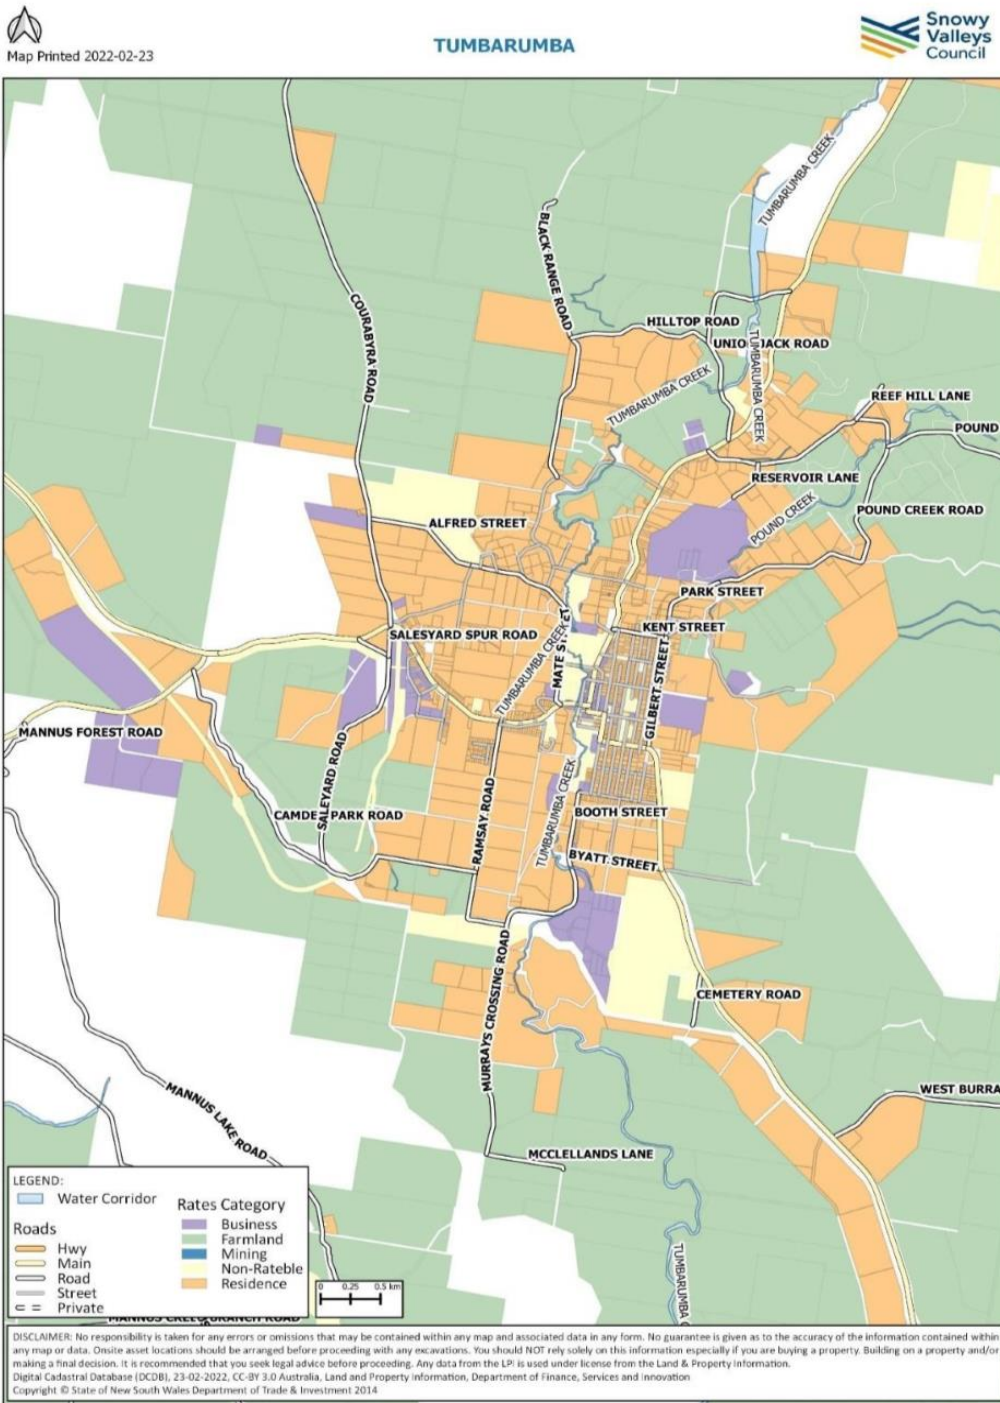 Map Printed 2022-02-23
TUMBARUMBA
Snowy
Valleys
Council
TUMBARUMBA CREEK
BLACK RANGE ROAD
COURABYRA ROAD
HILLTOP ROAD
UNIO JACK ROAD
TUMBARUMBA CREEK
TUMBARUMBA CREEK
REEF HILL LANE
POUND
RESERVOIR LANE
POUND CREEK
POUND CREEK ROAD
ALFRED STREET
PARK STREET
KENT STREET
SALESYARD SPUR ROAD
TUMBARUMBA CREEK
MATE ST ET
GILBERT STREET
MANNUS FOREST ROAD
SALEYARD ROAD
CAMDE PARK ROAD
RAMSAY ROAD
TUMBARUMBA CREEK
BOOTH STREET
BYATT STREET
MURRAYS CROSSING ROAD
CEMETERY ROAD
MANNUS LAKE ROAD
WEST BURRA
MCCLELLANDS LANE
TUMBARUMBA C
LEGEND:
Water Corridor
Roads
Hwy
Main
Road
Street
Private
Rates Category
Business
Farmland
Mining
Non-Rateble
Residence
0 0.25 0.5 km
MANNUS CREEK BRANCH ROAD
DISCLAIMER: No responsibility is taken for any errors or omissions that may be contained within any map and associated data in any form. No guarantee is given as to the accuracy of the information contained within
any map or data. Onsite asset locations should be arranged before proceeding with any excavations. You should NOT rely solely on this information especially if you are buying a property. Building on a property and/or
making a final decision. It is recommended that you seek legal advice before proceeding. Any data from the LPI is used under license from the Land & Property Information.
Digital Cadastral Database (DCDB), 23-02-2022, CC-BY 3.0 Australia, Land and Property Information, Department of Finance, Services and Innovation
Copyright © State of New South Wales Department of Trade & Investment 2014